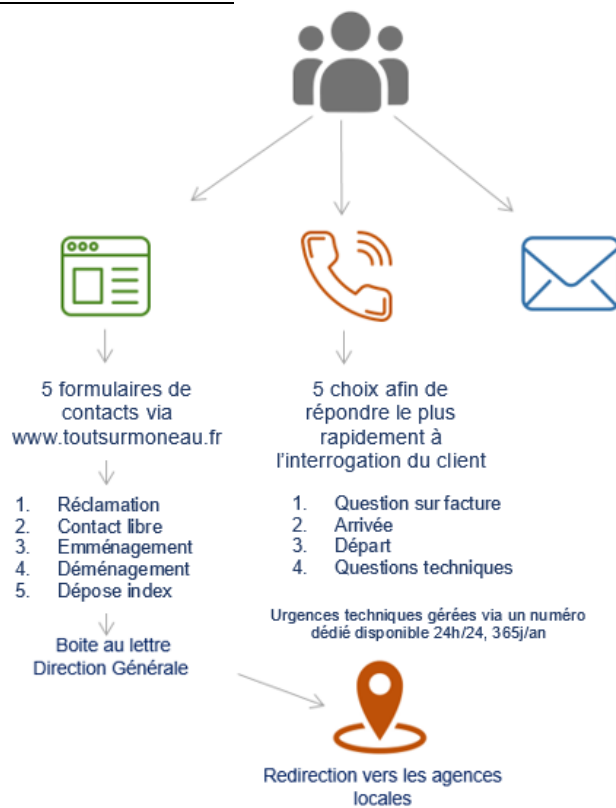 5 formulaires de
contacts via
www.toutsurmoneau.fr
1. Réclamation
2. Contact libre
3. Emménagement
4. Déménagement
5. Dépose index
Boite au lettre
Direction Générale
5 choix afin de
répondre le plus
rapidement à
l'interrogation du client
1. Question sur facture
2. Arrivée
3. Départ
4. Questions techniques
Urgences techniques gérées via un numéro
dédié disponible 24h/24, 365j/an
Redirection vers les agences
locales